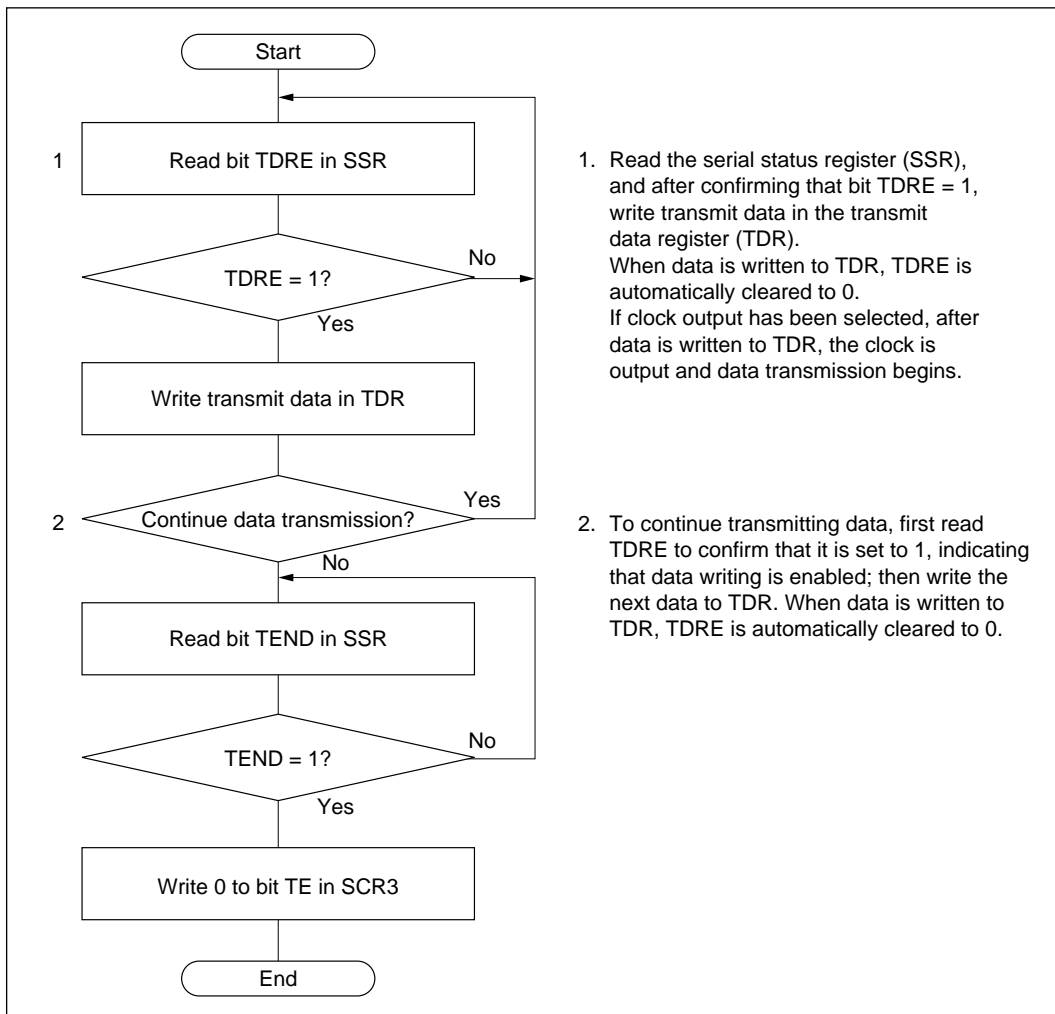 Start
1
Read bit TDRE in SSR
TDRE = 1?
No
Yes
Write transmit data in TDR
2
Continue data transmission?
Yes
No
Read bit TEND in SSR
TEND = 1?
No
Yes
Write 0 to bit TE in SCR3
End
1. Read the serial status register (SSR),
and after confirming that bit TDRE = 1,
write transmit data in the transmit
data register (TDR).
When data is written to TDR, TDRE is
automatically cleared to 0.
If clock output has been selected, after
data is written to TDR, the clock is
output and data transmission begins.
2. To continue transmitting data, first read
TDRE to confirm that it is set to 1, indicating
that data writing is enabled; then write the
next data to TDR. When data is written to
TDR, TDRE is automatically cleared to 0.